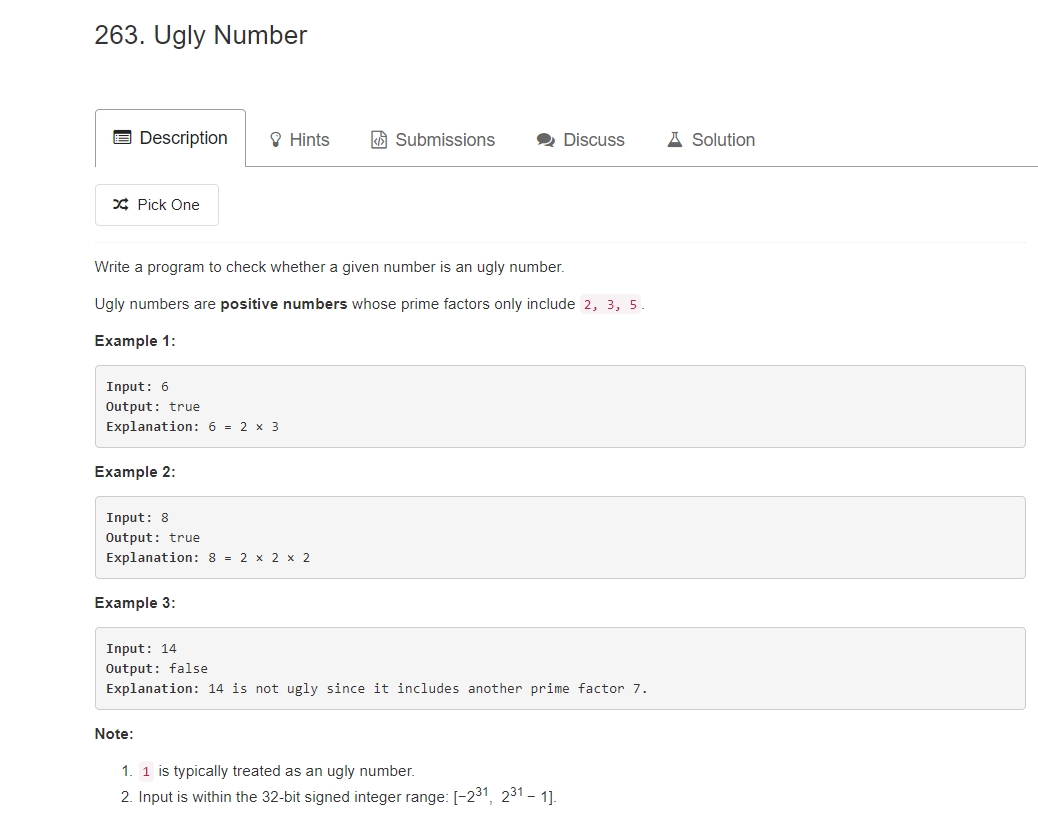 263. Ugly Number
Description Hints Submissions Discuss Solution
Pick One
Write a program to check whether a given number is an ugly number.
Ugly numbers are positive numbers whose prime factors only include 2, 3, 5.
Example 1:
Input: 6
Output: true
Explanation: 6 = 2 × 3
Example 2:
Input: 8
Output: true
Explanation: 8 = 2 × 2 × 2
Example 3:
Input: 14
Output: false
Explanation: 14 is not ugly since it includes another prime factor 7.
Note:
1. 1 is typically treated as an ugly number.
2. Input is within the 32-bit signed integer range: [−2³¹, 2³¹ − 1].